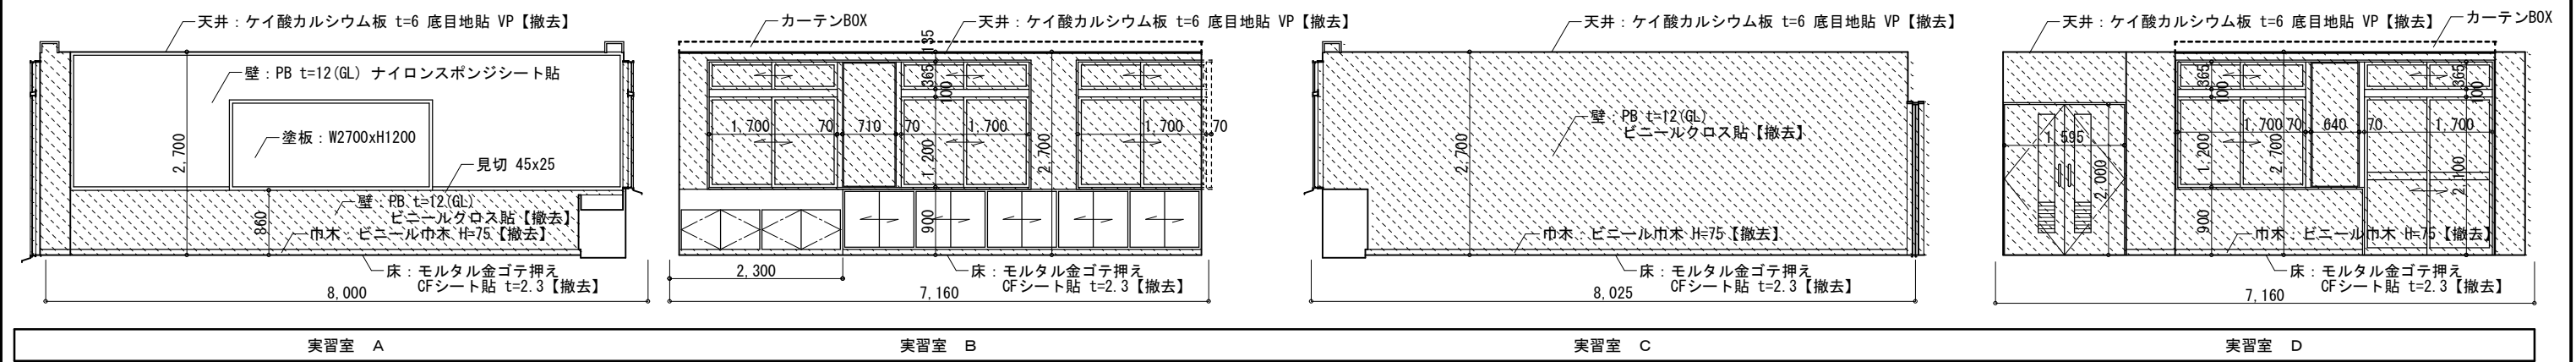 天井：ケイ酸カルシウム板 t=6 底目地貼 VP【撤去】
壁：PB t=12(GL) ナイロンスポンジシート貼
塗板：W2700xH1200
2,700
見切 45x25
860
壁：PB t=12(GL)
ビニールクロス貼【撤去】
巾木：ビニール巾木 H=75【撤去】
床：モルタル金ゴテ押え
CFシート貼 t=2.3【撤去】
8,000
実習室 A
カーテンBOX
天井：ケイ酸カルシウム板 t=6 底目地貼 VP【撤去】
135
365
100
1,700
70
710
70
1,700
1,700
70
1,200
2,700
900
2,300
床：モルタル金ゴテ押え
CFシート貼 t=2.3【撤去】
7,160
実習室 B
天井：ケイ酸カルシウム板 t=6 底目地貼 VP【撤去】
2,700
壁：PB t=12(GL)
ビニールクロス貼【撤去】
巾木：ビニール巾木 H=75【撤去】
床：モルタル金ゴテ押え
CFシート貼 t=2.3【撤去】
8,025
実習室 C
天井：ケイ酸カルシウム板 t=6 底目地貼 VP【撤去】
カーテンBOX
365
100
365
100
1,595
1,700
70
640
70
1,700
2,000
1,200
2,700
2,100
900
巾木：ビニール巾木 H=75【撤去】
床：モルタル金ゴテ押え
CFシート貼 t=2.3【撤去】
7,160
実習室 D